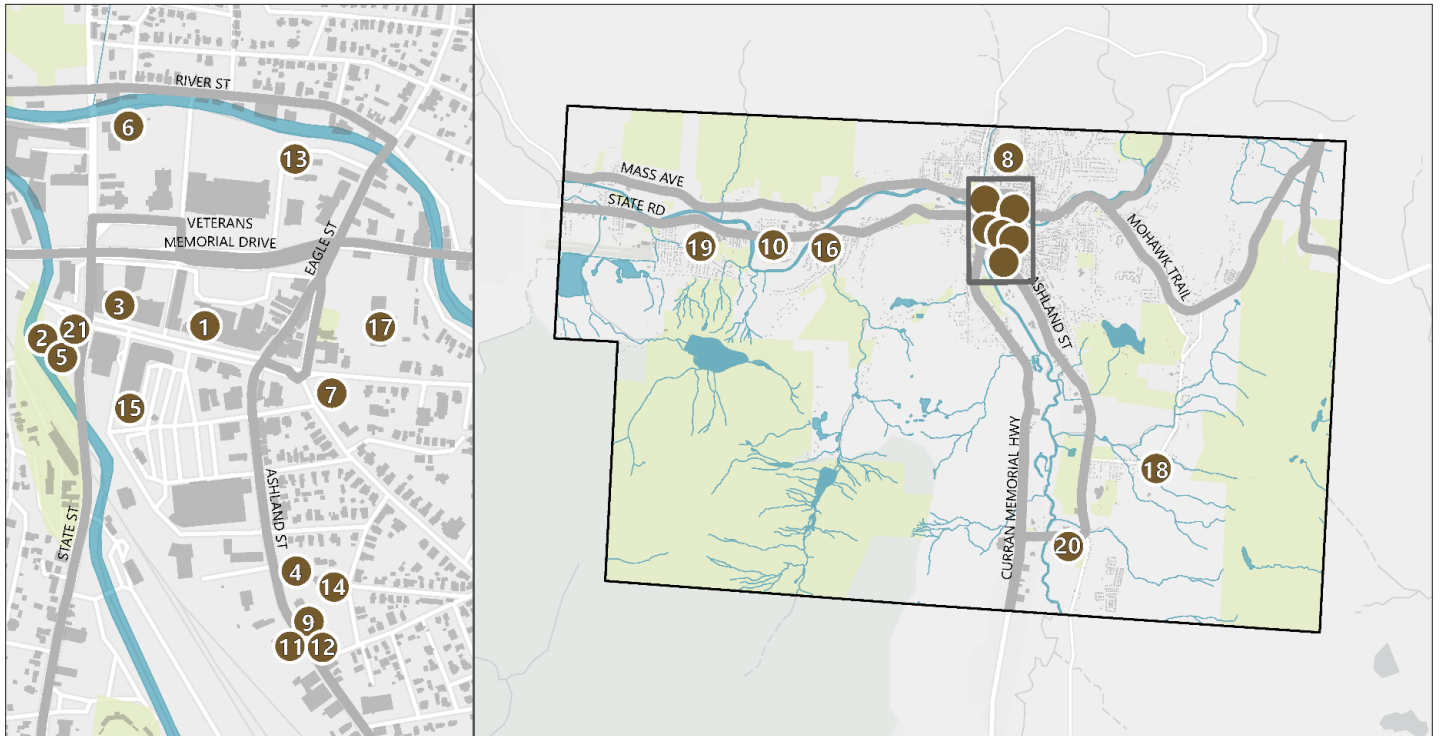 RIVER ST
6
13
VETERANS
MEMORIAL DRIVE
EAGLE ST
3
1
2
21
5
17
7
15
STATE ST
ASHLAND ST
4
14
9
11
12
8
MASS AVE
STATE RD
19
10
16
MOHAWK TRAIL
ASHLAND ST
CURRAN MEMORIAL HWY
18
20